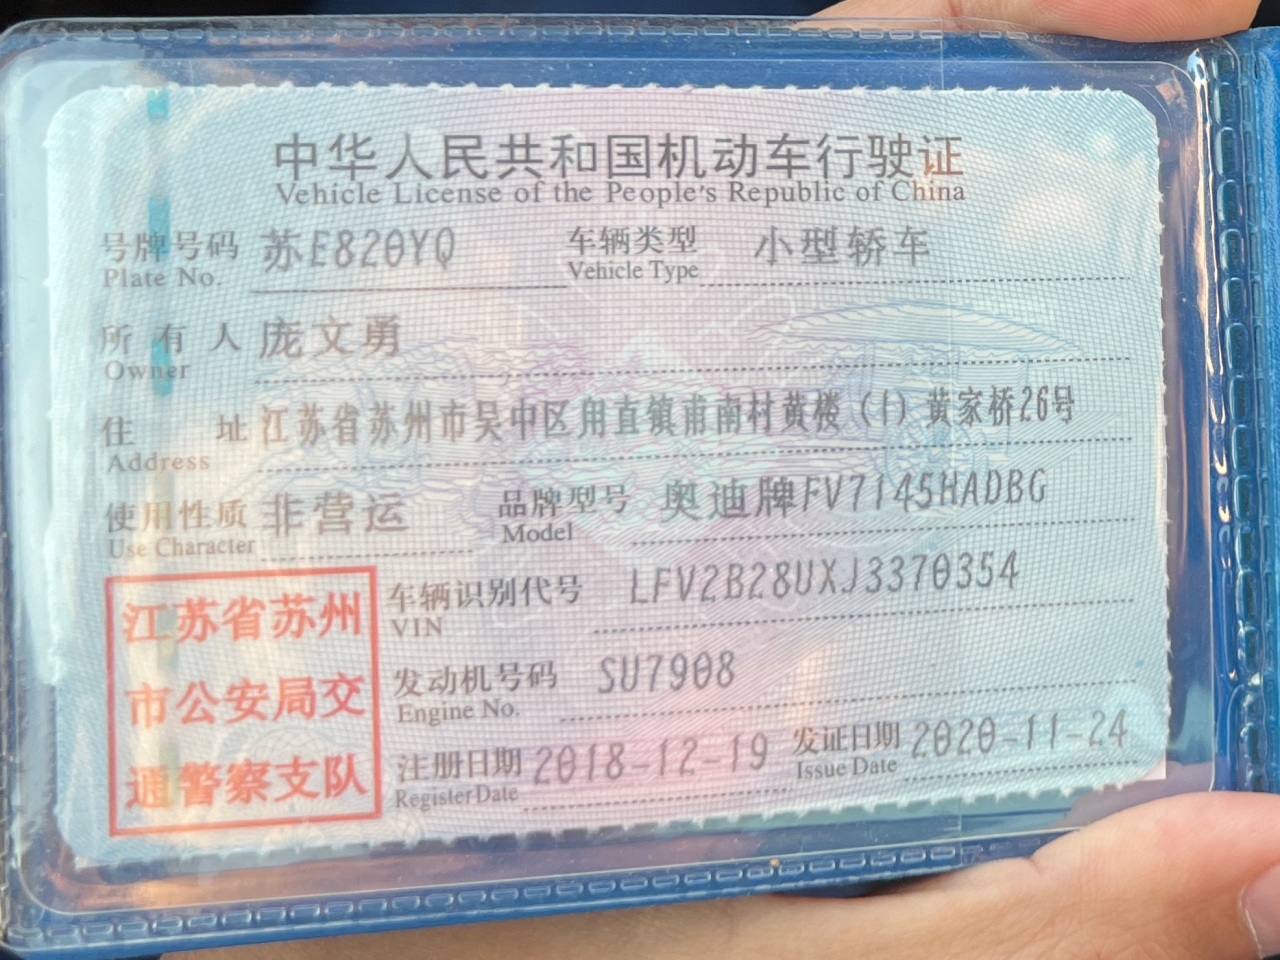 中华人民共和国机动车行驶证
Vehicle License of the People's Republic of China
号牌号码 苏E820YQ 车辆类型 小型轿车
Plate No. Vehicle Type
所有人 庞文勇
Owner
住址 江苏省苏州市吴中区甪直镇甫南村黄楼(1)黄家桥26号
Address
使用性质 非营运 品牌型号 奥迪牌FV7145HADBG
Use Character Model
江苏省苏州
市公安局交
通警察支队
车辆识别代号 LFV2B28UXJ3370354
VIN
发动机号码 SU7908
Engine No.
注册日期 2018-12-19 发证日期 2020-11-24
Register Date Issue Date